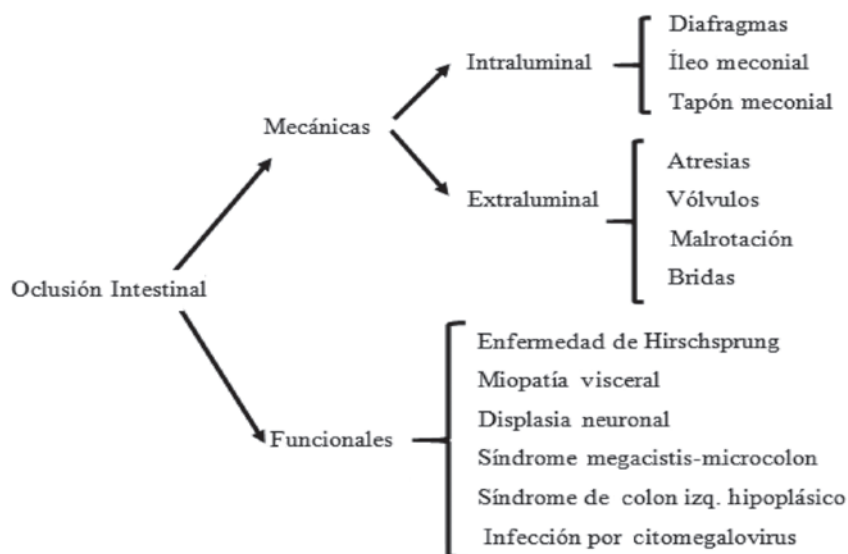 Oclusión Intestinal
Mecánicas
Intraluminal
Diafragmas
Íleo meconial
Tapón meconial
Extraluminal
Atresias
Vólvulos
Malrotación
Bridas
Funcionales
Enfermedad de Hirschsprung
Miopatía visceral
Displasia neuronal
Síndrome megacistis-microcolon
Síndrome de colon izq. hipoplásico
Infección por citomegalovirus